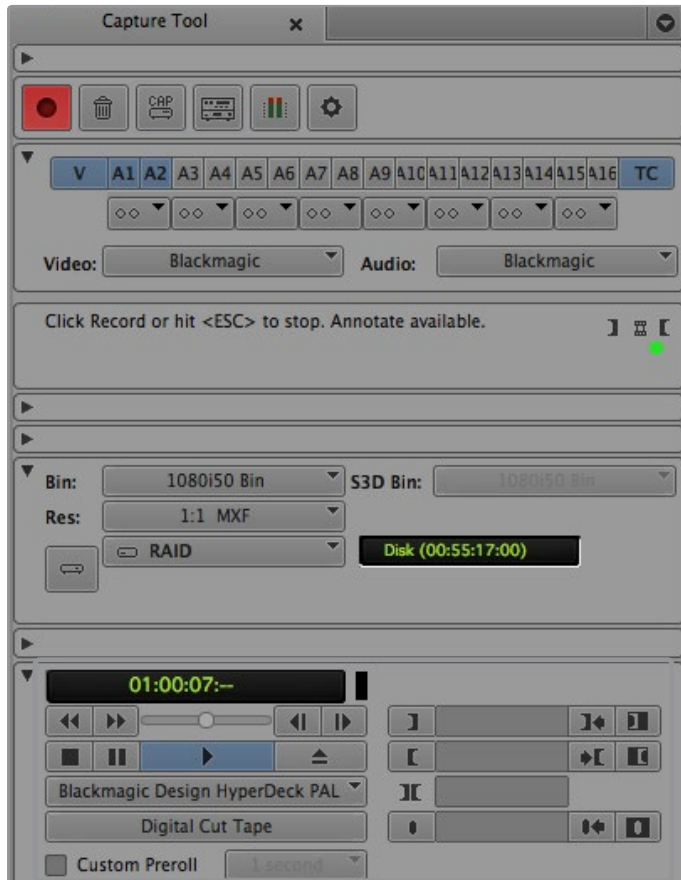 Capture Tool
CAP
V A1 A2 A3 A4 A5 A6 A7 A8 A9 A10 A11 A12 A13 A14 A15 A16 TC
Video: Blackmagic Audio: Blackmagic
Click Record or hit <ESC> to stop. Annotate available.
Bin: 1080i50 Bin S3D Bin: 1080i50 Bin
Res: 1:1 MXF
RAID Disk (00:55:17:00)
01:00:07:--
Blackmagic Design HyperDeck PAL
Digital Cut Tape
Custom Preroll 1 second